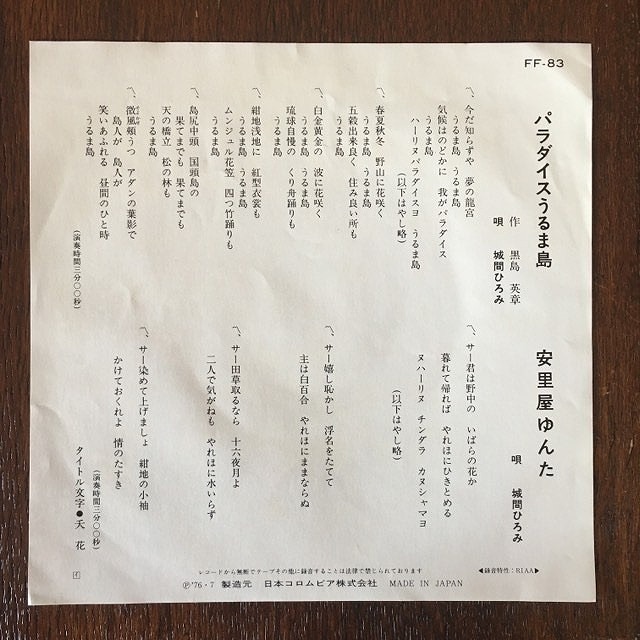 FF-83
パラダイスうるま島
作 黒島 英章
唄 城間ひろみ
〽今だ知らずや 夢の龍宮
うるま島 うるま島
気候はのどかに 我がパラダイス
うるま島
ハーリヌパラダイスヨ うるま島
(以下はやし略)
〽春夏秋冬 野山に花咲く
うるま島 うるま島
五穀出来良く 住み良い所も
うるま島
〽白金黄金の 波に花咲く
うるま島 うるま島
琉球自慢の くり舟踊りも
うるま島
〽紺地浅地に 紅型衣裳も
うるま島 うるま島
ムンジュル花笠 四つ竹踊りも
うるま島
〽島尻中頭 国頭島の
果てまでも 果てまでも
天の橋立 松の林も
うるま島
〽微風頬うつ アダンの葉影で
島人が 島人が
笑いあふれる 昼間のひと時
うるま島
(演奏時間三分〇〇秒)
安里屋ゆんた
唄 城間ひろみ
〽サー君は野中の いばらの花か
暮れて帰れば やれほにひきとめる
ヌハーリヌ チンダラ カヌシャマヨ
(以下はやし略)
〽サー嬉し恥かし 浮名をたてて
主は白百合 やれほにままならぬ
〽サー田草取るなら 十六夜月よ
二人で気がねも やれほに水いらず
〽サー染めて上げましょ 紺地の小袖
かけておくれよ 情のたすき
(演奏時間三分〇〇秒)
タイトル文字●天 花
レコードから無断でテープその他に録音することは法律で禁じられております
◀録音特性:RIAA▶
Ⓟ'76・7 製造元 日本コロムビア株式会社 MADE IN JAPAN